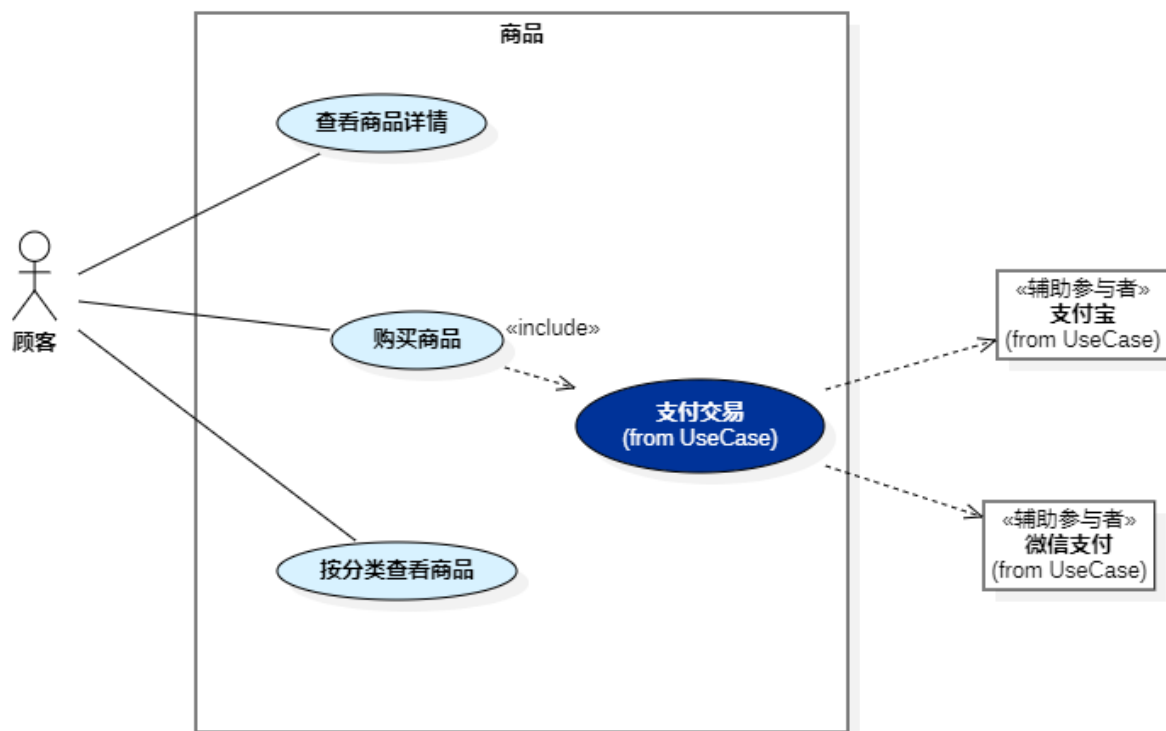 商品
查看商品详情
顾客
购买商品
«include»
支付交易
(from UseCase)
«辅助参与者»
支付宝
(from UseCase)
«辅助参与者»
微信支付
(from UseCase)
按分类查看商品